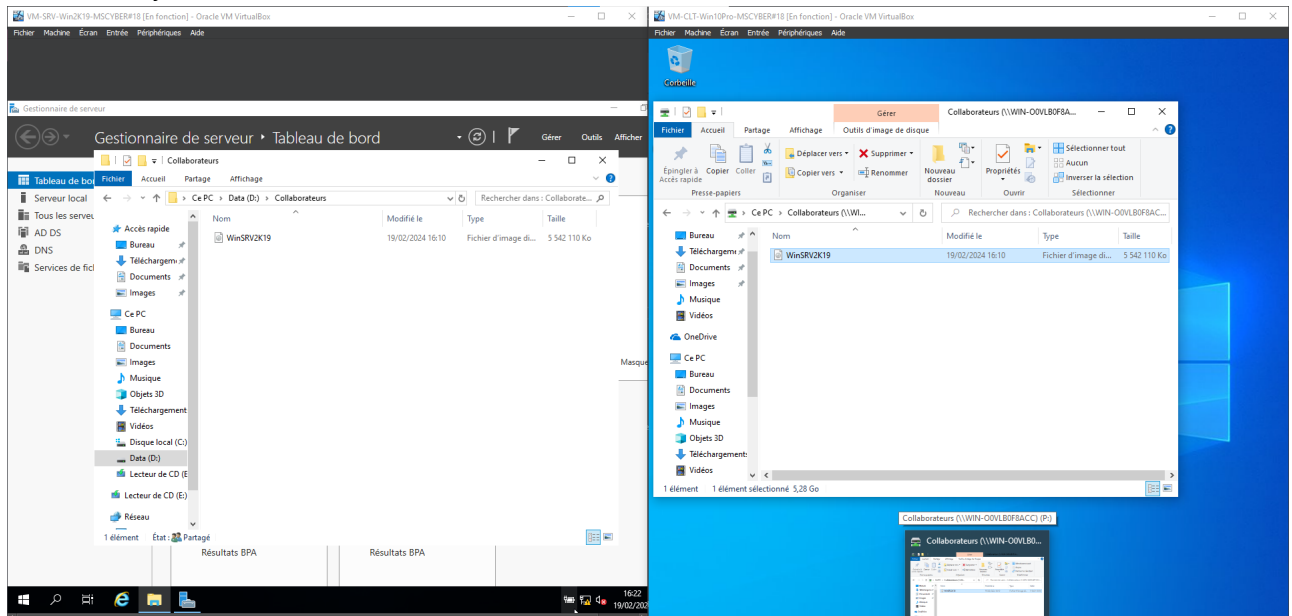 VM-SRV-Win2K19-MSCYBER#18 [En fonction] - Oracle VM VirtualBox
Fichier Machine Écran Entrée Périphériques Aide
Gestionnaire de serveur
Gestionnaire de serveur Tableau de bord
Gérer Outils Afficher
Tableau de bo
Serveur local
Tous les serveu
AD DS
DNS
Services de fic
Collaborateurs
Fichier Accueil Partage Affichage
Ce PC > Data (D:) > Collaborateurs
Rechercher dans : Collaborate...
Nom Modifié le Type Taille
WinSRV2K19 19/02/2024 16:10 Fichier d'image di... 5 542 110 Ko
Accès rapide
Bureau
Téléchargeme
Documents
Images
Ce PC
Bureau
Documents
Images
Musique
Objets 3D
Téléchargement
Vidéos
Disque local (C:)
Data (D:)
Lecteur de CD (E
Lecteur de CD (E:)
Réseau
1 élément État : Partagé
Masque
Résultats BPA Résultats BPA
16:22
19/02/202
VM-CLT-Win10Pro-MSCYBER#18 [En fonction] - Oracle VM VirtualBox
Fichier Machine Écran Entrée Périphériques Aide
Corbeille
Gérer Collaborateurs (\\WIN-O0VLB0F8A...
Fichier Accueil Partage Affichage Outils d'image de disque
Épingler à Accès rapide
Copier Coller
Déplacer vers
Copier vers
Supprimer
Renommer
Nouveau dossier
Propriétés
Sélectionner tout
Aucun
Inverser la sélection
Presse-papiers Organiser Nouveau Ouvrir Sélectionner
Ce PC > Collaborateurs (\\WI...
Rechercher dans : Collaborateurs (\\WIN-O0VLB0F8AC...
Nom Modifié le Type Taille
WinSRV2K19 19/02/2024 16:10 Fichier d'image di... 5 542 110 Ko
Bureau
Téléchargeme
Documents
Images
Musique
Vidéos
OneDrive
Ce PC
Bureau
Documents
Images
Musique
Objets 3D
Téléchargement:
Vidéos
1 élément 1 élément sélectionné 5,28 Go
Collaborateurs (\\WIN-O0VLB0F8ACC) (P:)
Collaborateurs (\\WIN-O0VLB0...